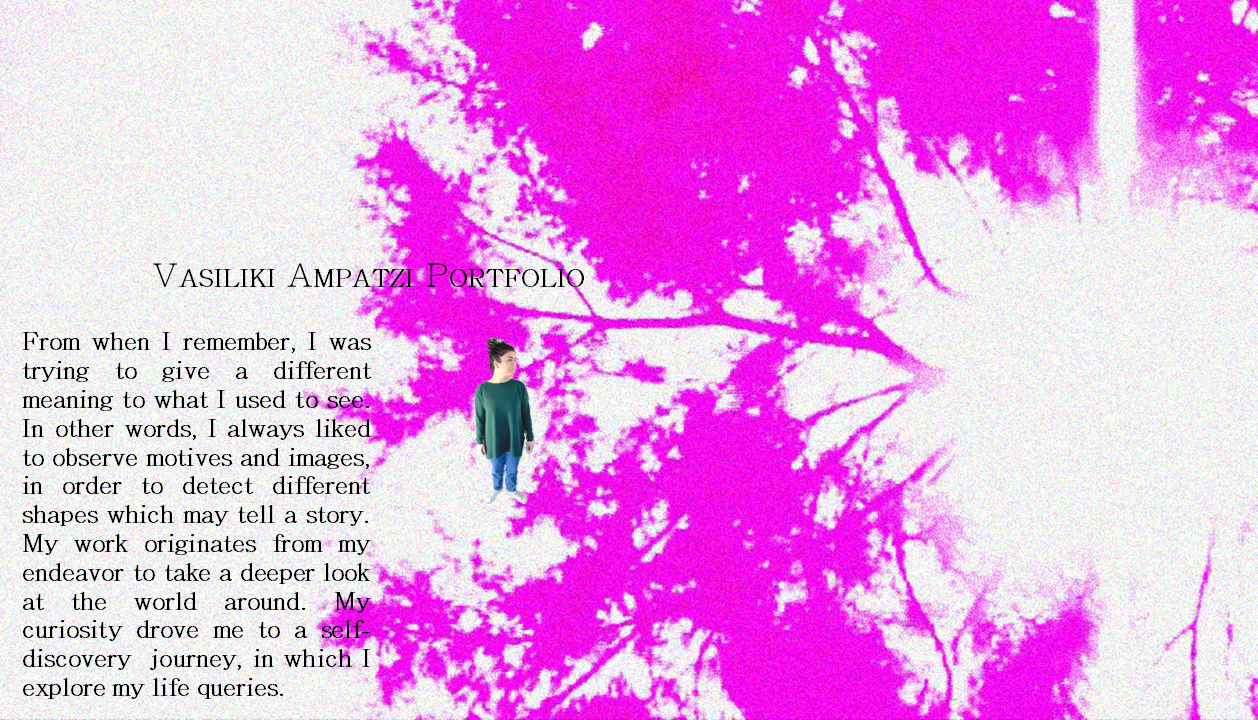 Vasiliki Ampatzi Portfolio
From when I remember, I was
trying to give a different
meaning to what I used to see.
In other words, I always liked
to observe motives and images,
in order to detect different
shapes which may tell a story.
My work originates from my
endeavor to take a deeper look
at the world around. My
curiosity drove me to a self-
discovery journey, in which I
explore my life queries.